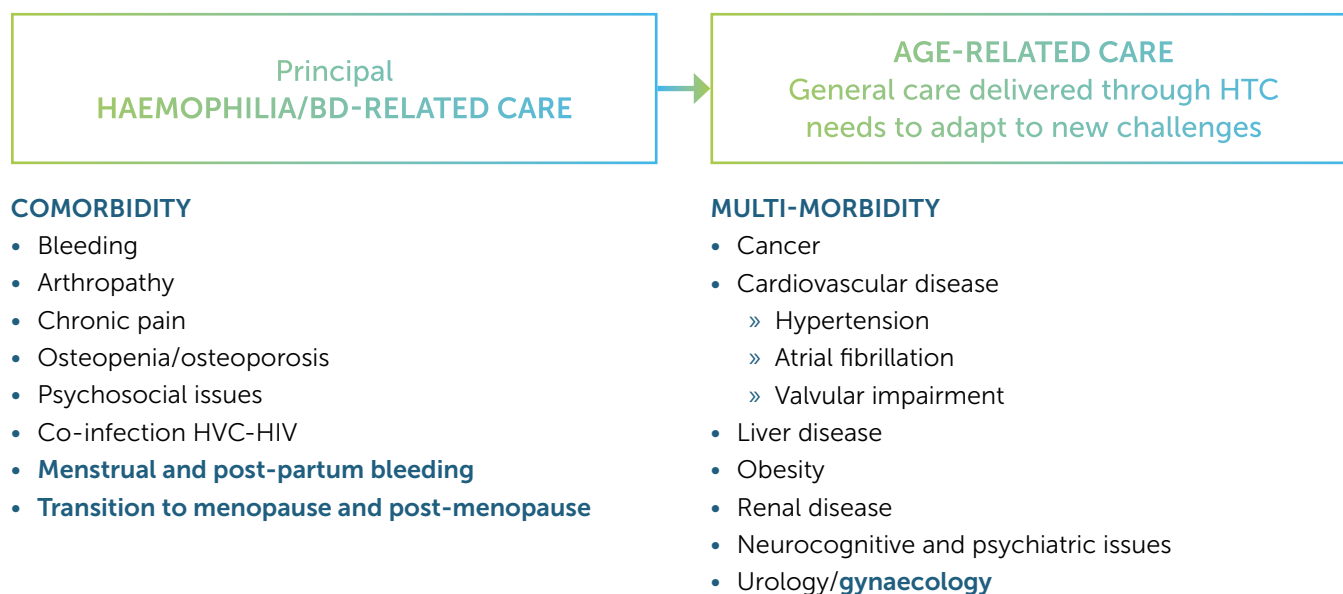 Principal
HAEMOPHILIA/BD-RELATED CARE
AGE-RELATED CARE
General care delivered through HTC
needs to adapt to new challenges
COMORBIDITY
• Bleeding
• Arthropathy
• Chronic pain
• Osteopenia/osteoporosis
• Psychosocial issues
• Co-infection HVC-HIV
• Menstrual and post-partum bleeding
• Transition to menopause and post-menopause
MULTI-MORBIDITY
• Cancer
• Cardiovascular disease
» Hypertension
» Atrial fibrillation
» Valvular impairment
• Liver disease
• Obesity
• Renal disease
• Neurocognitive and psychiatric issues
• Urology/gynaecology